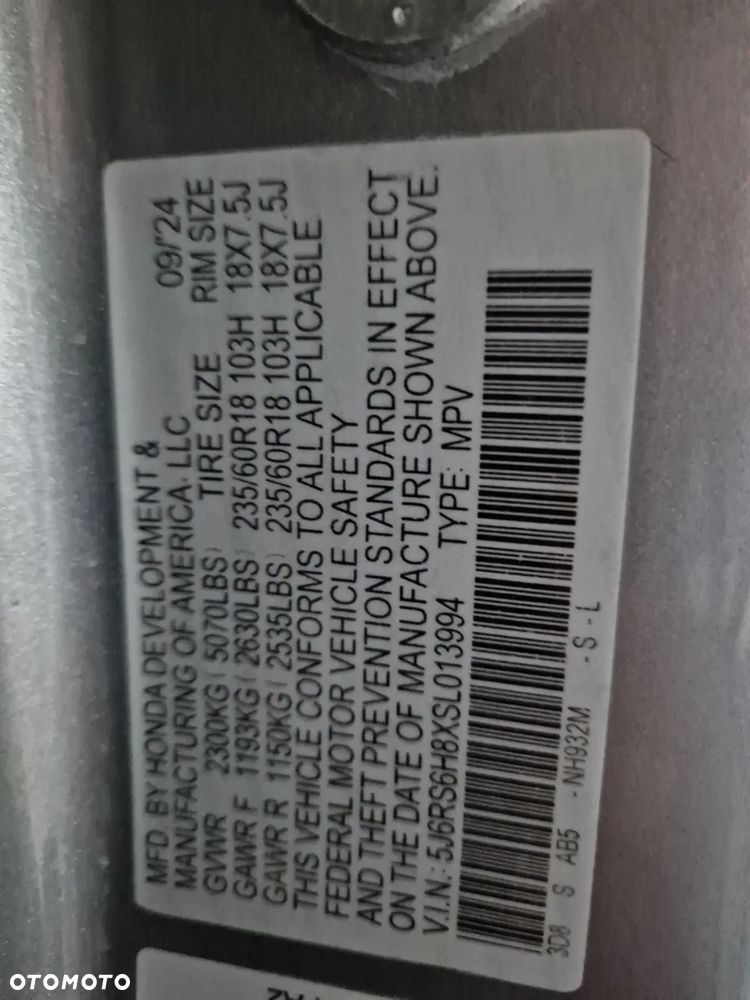 MFD. BY HONDA DEVELOPMENT &
MANUFACTURING OF AMERICA, LLC 09/"24
GVWR 2300KG (5070LBS) TIRE SIZE RIM SIZE
GAWR F 1193KG (2630LBS) 235/60R18 103H 18X7.5J
GAWR R 1150KG (2535LBS) 235/60R18 103H 18X7.5J
THIS VEHICLE CONFORMS TO ALL APPLICABLE
FEDERAL MOTOR VEHICLE SAFETY
AND THEFT PREVENTION STANDARDS IN EFFECT
ON THE DATE OF MANUFACTURE SHOWN ABOVE.
V.I.N.: 5J6RS6H8XSL013994 TYPE: MPV
3D8 S AB5 -NH932M -S-L
OTOMOTO